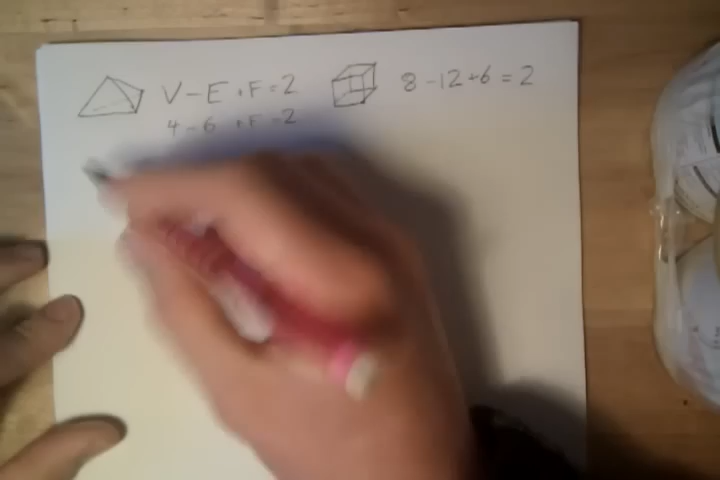 V - E + F = 2
8 - 12 + 6 = 2
4 - 6 + F = 2